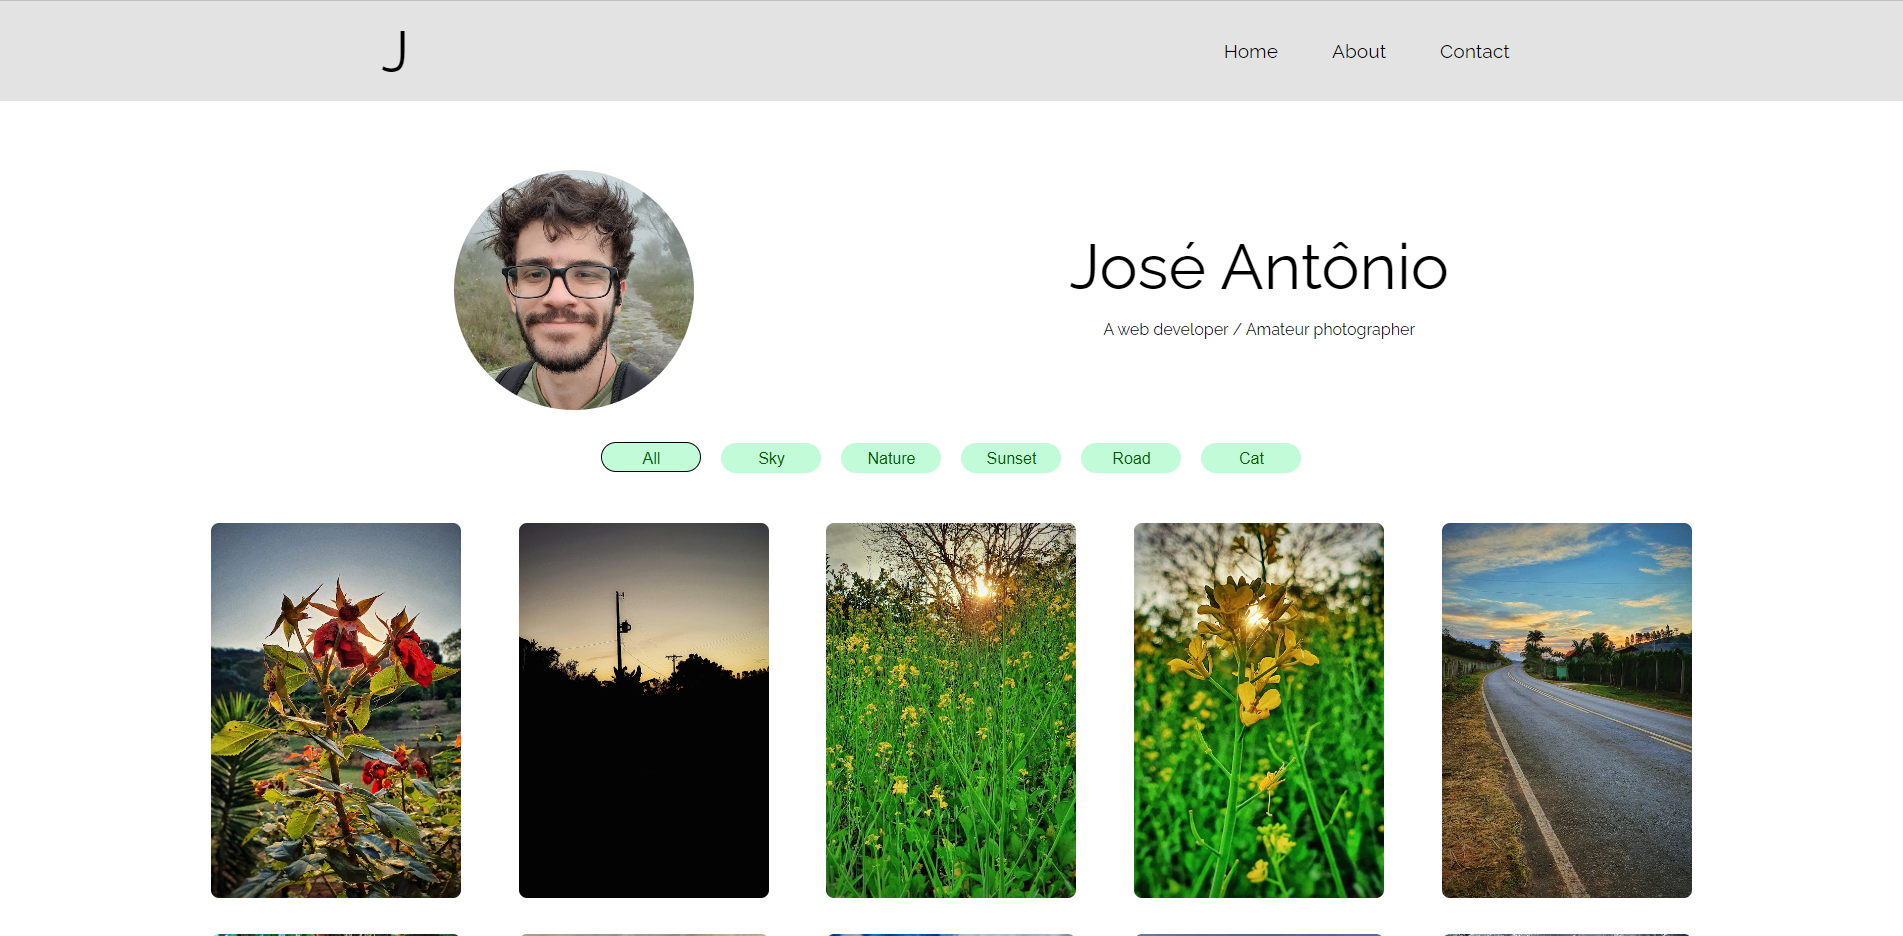 J
Home About Contact
José Antônio
A web developer / Amateur photographer
All Sky Nature Sunset Road Cat